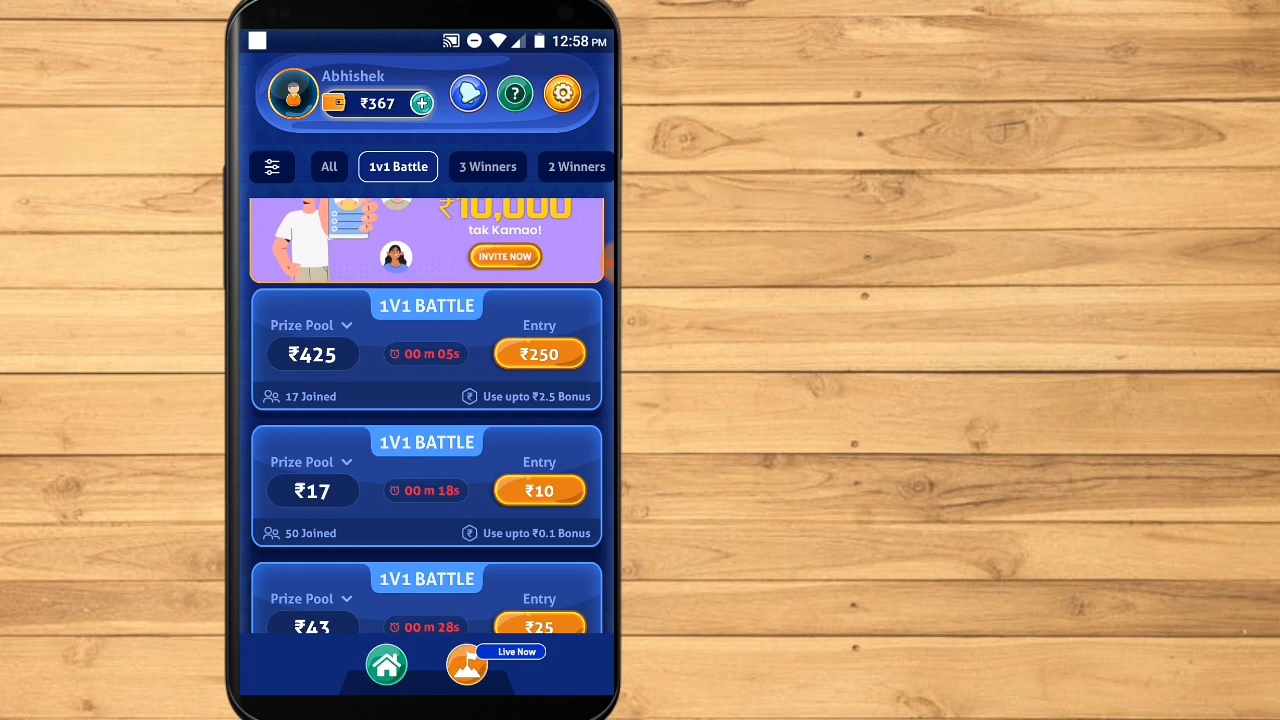 12:58 PM
Abhishek
₹367
?
All
1v1 Battle
3 Winners
2 Winners
₹10,000
tak Kamao!
INVITE NOW
1V1 BATTLE
Prize Pool
Entry
₹425
00 m 05s
₹250
17 Joined
Use upto ₹2.5 Bonus
1V1 BATTLE
Prize Pool
Entry
₹17
00 m 18s
₹10
50 Joined
Use upto ₹0.1 Bonus
1V1 BATTLE
Prize Pool
Entry
₹43
00 m 28s
₹25
Live Now